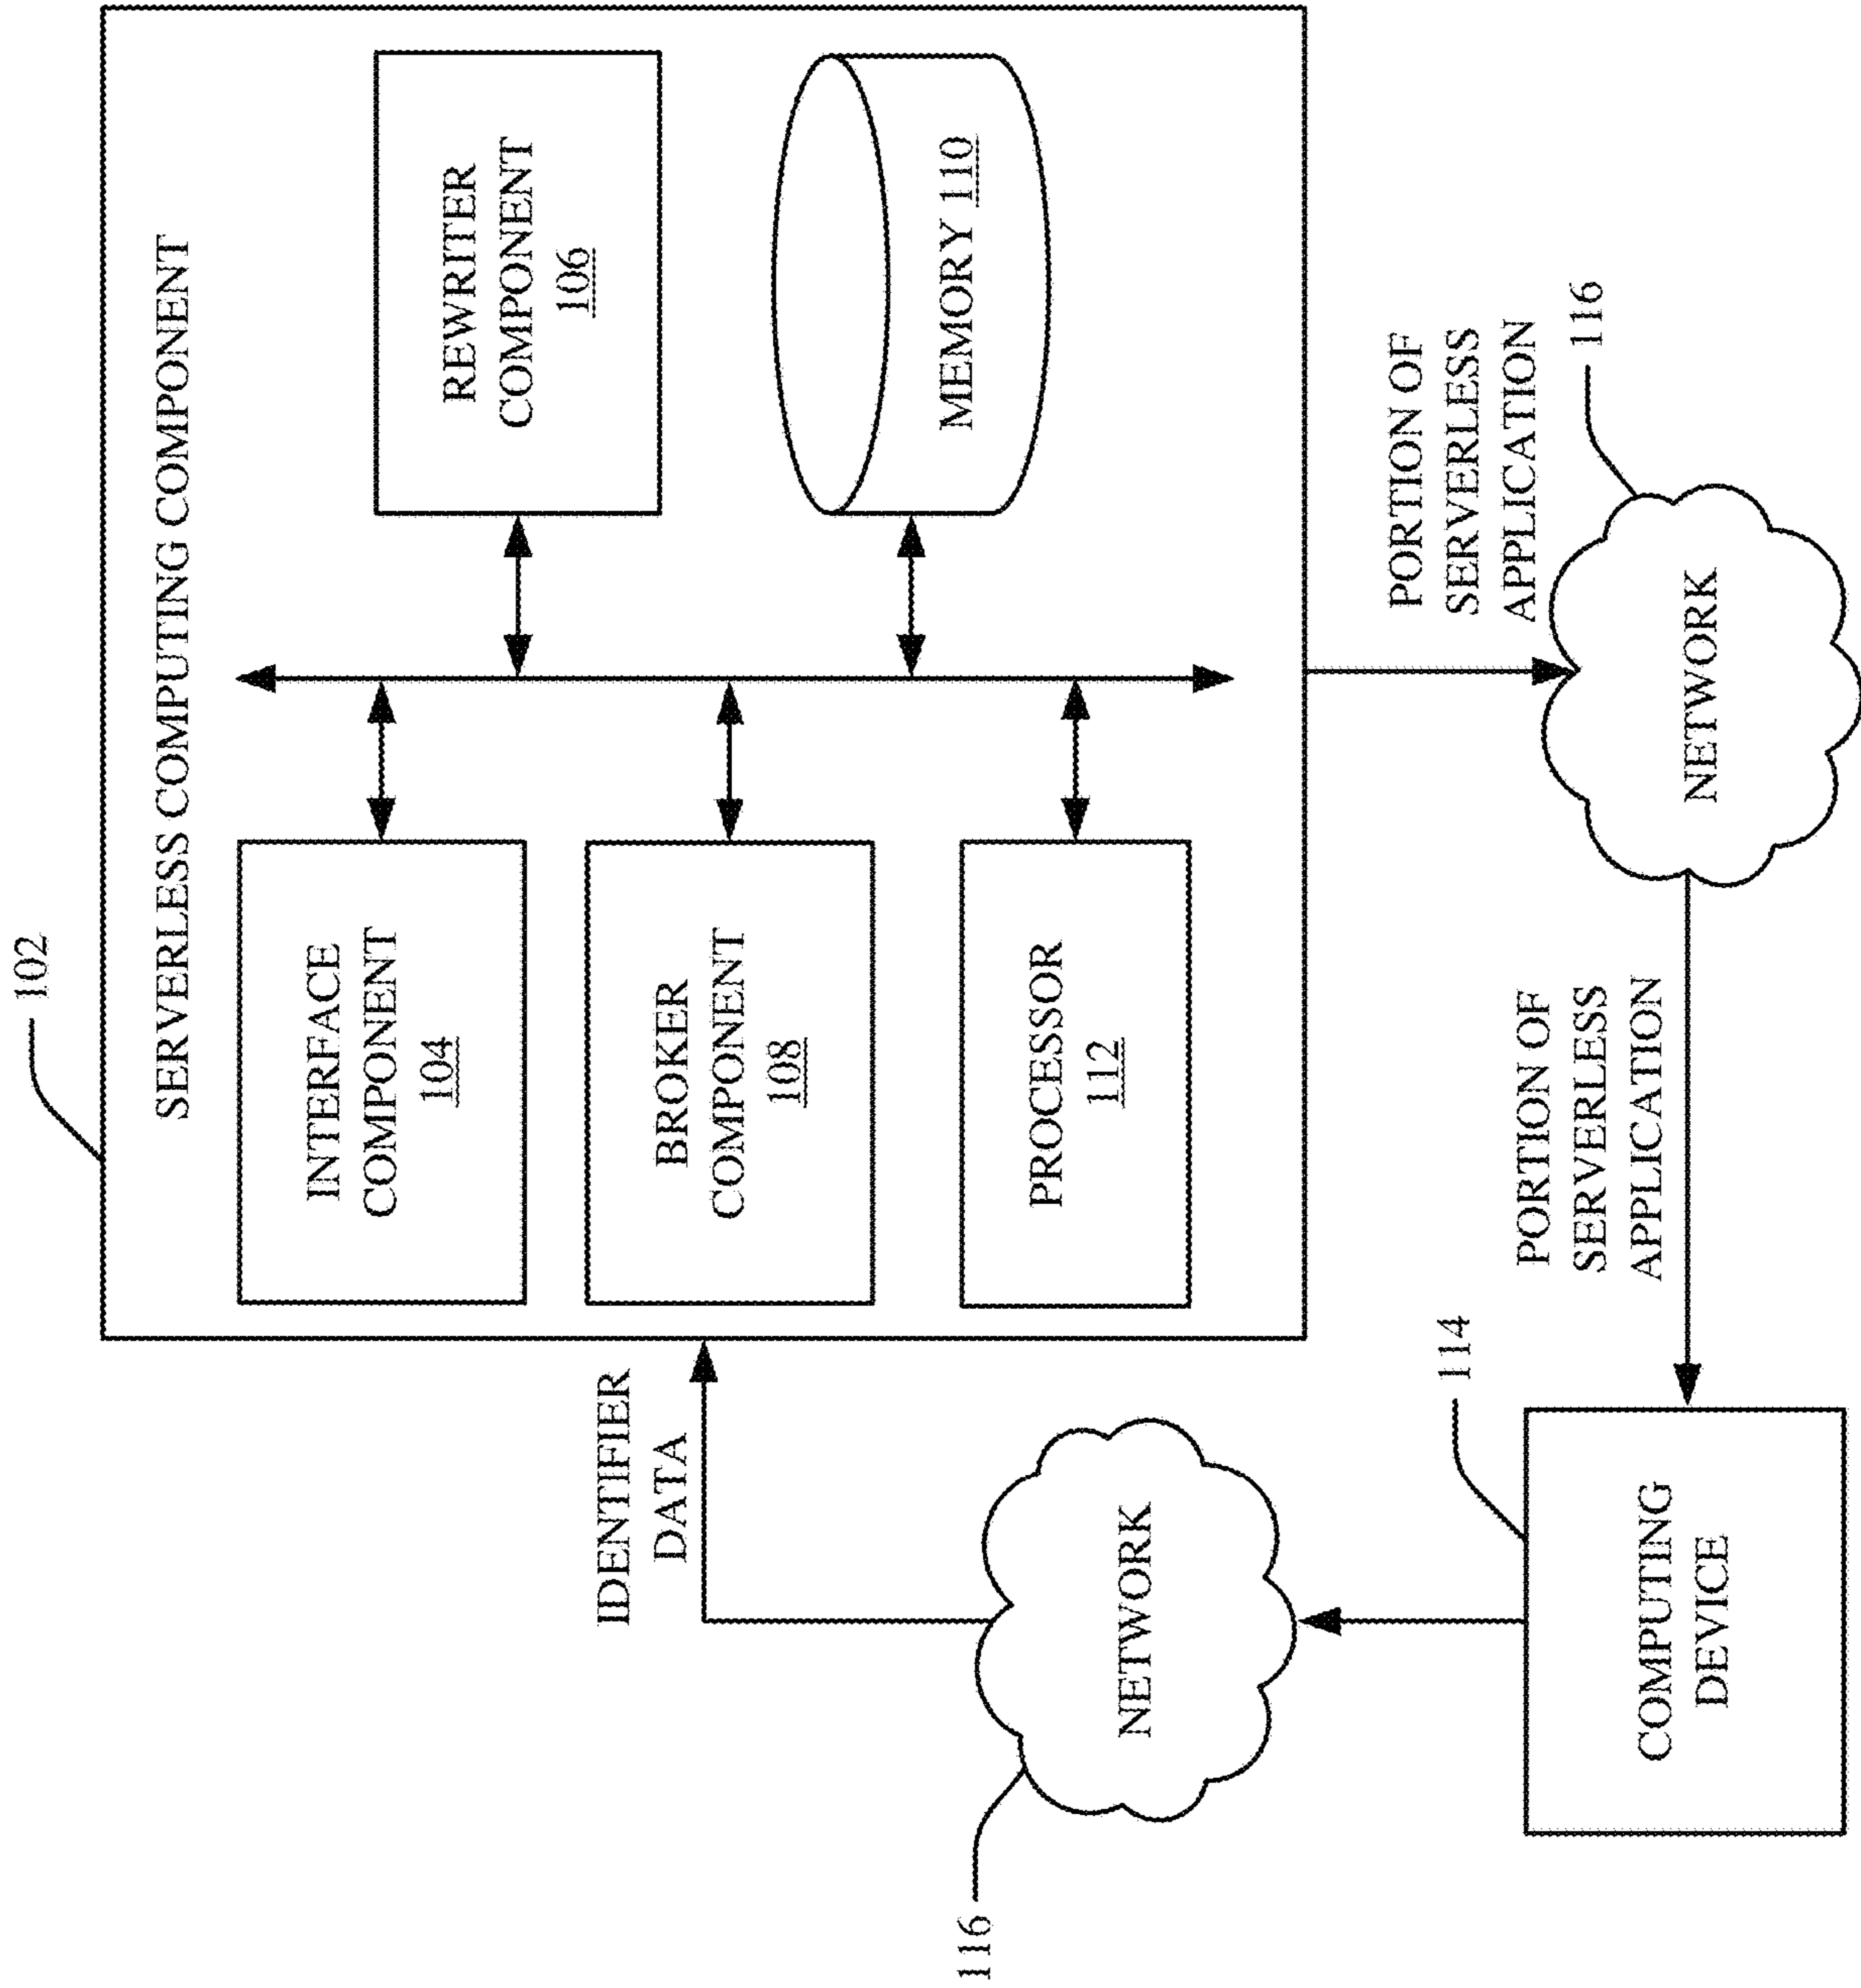 102
SERVERLESS COMPUTING COMPONENT
INTERFACE
COMPONENT
104
REWRITER
COMPONENT
106
BROKER
COMPONENT
108
MEMORY 110
PROCESSOR
112
IDENTIFIER
DATA
NETWORK
116
PORTION OF
SERVERLESS
APPLICATION
116
NETWORK
PORTION OF
SERVERLESS
APPLICATION
114
COMPUTING
DEVICE